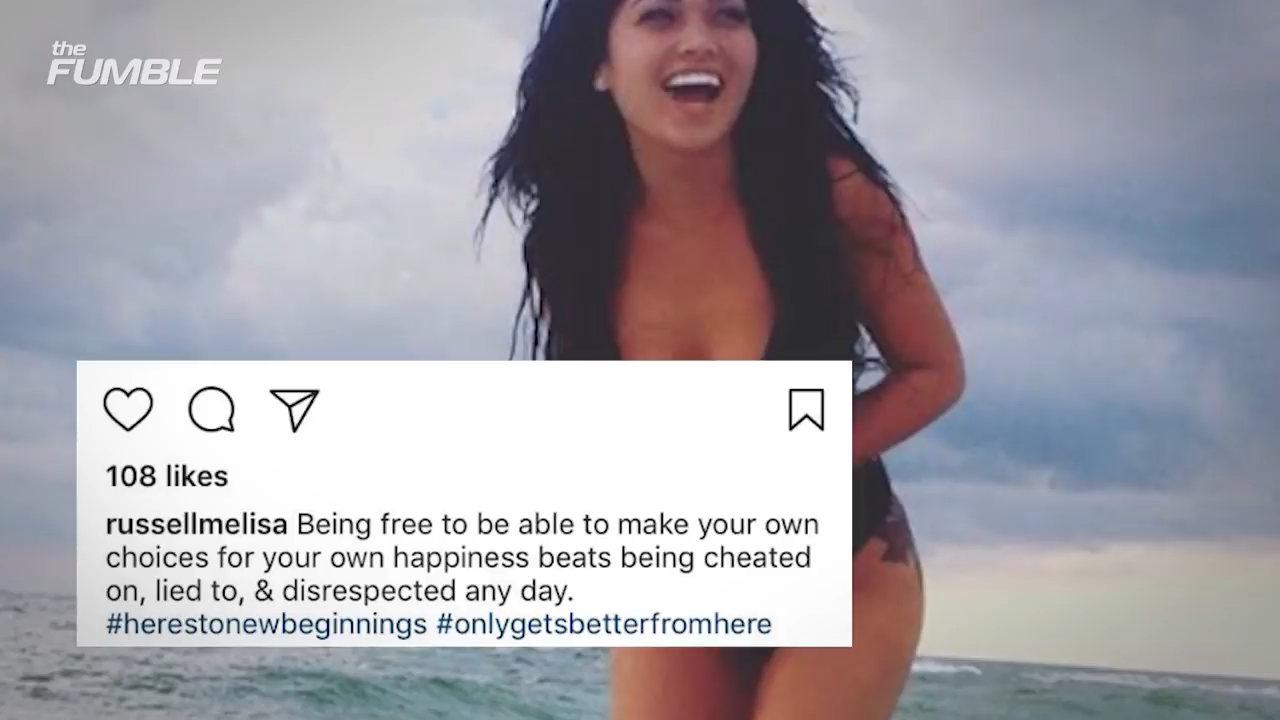 the
FUMBLE
108 likes
russellmelisa Being free to be able to make your own
choices for your own happiness beats being cheated
on, lied to, & disrespected any day.
#herestonewbeginnings #onlygetsbetterfromhere